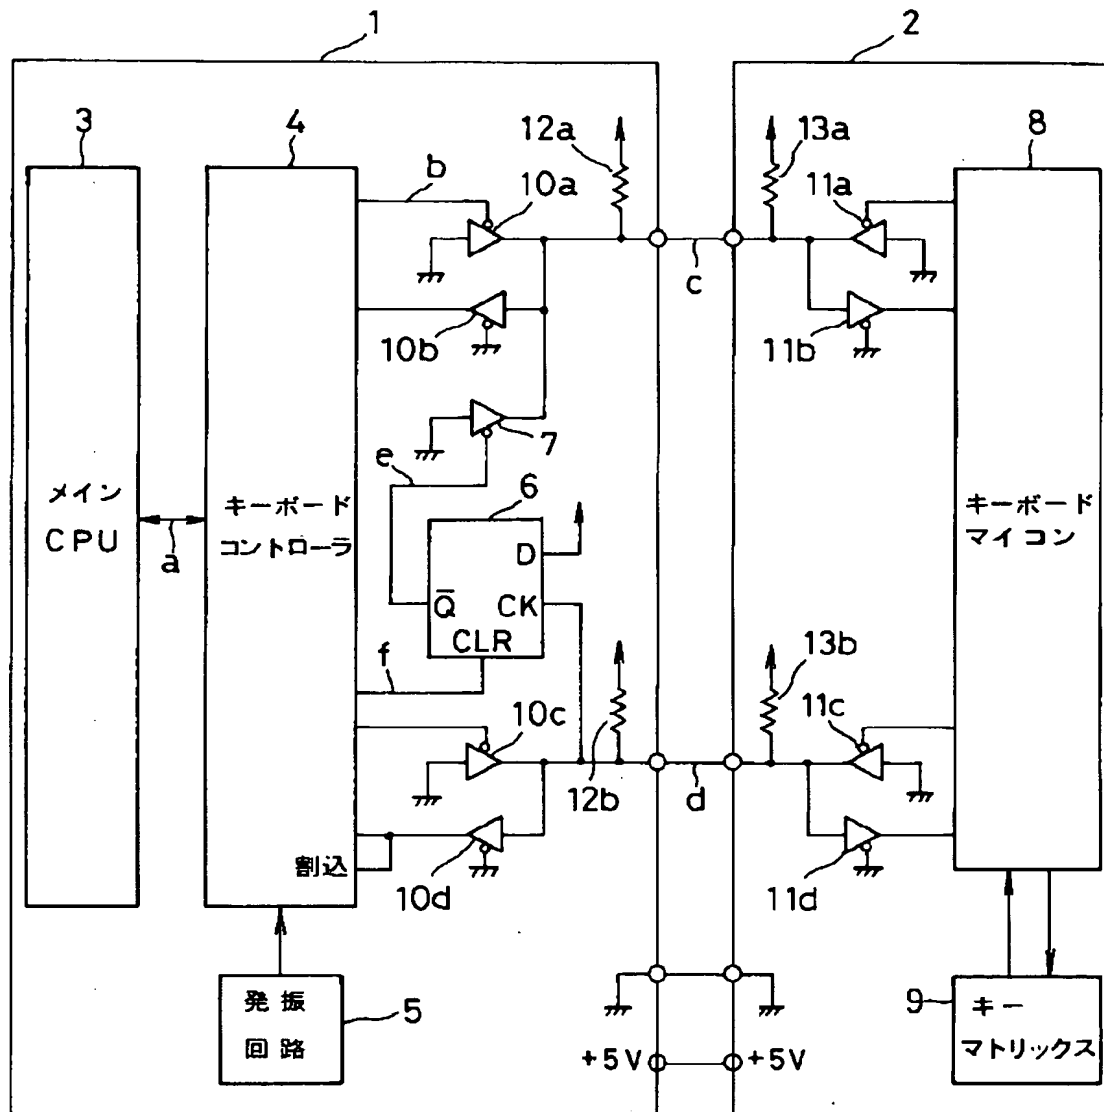 1
2
3
4
b
12a
10a
13a
11a
8
c
10b
11b
7
e
6
メイン
CPU
a
キーボード
コントローラ
D
Q̅
CK
CLR
キーボード
マイコン
f
10c
12b
d
13b
11c
割込
10d
11d
発振
回路
5
9
キー
マトリックス
+5V
+5V